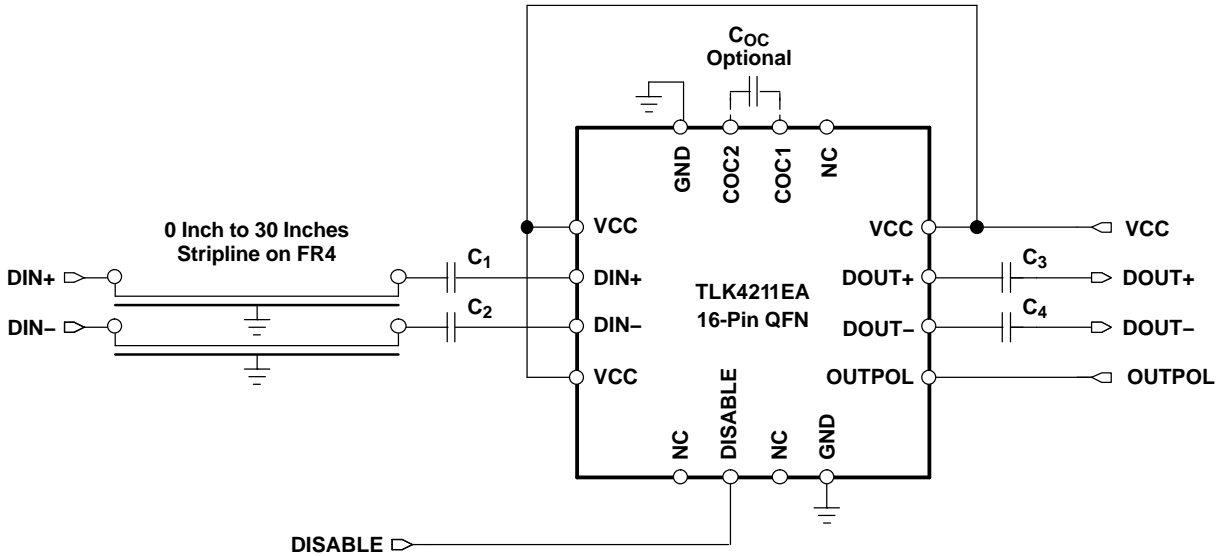 C_OC
Optional
GND
COC2
COC1
NC
0 Inch to 30 Inches
Stripline on FR4
VCC
VCC
VCC
DIN+
C1
DIN+
DOUT+
C3
DOUT+
TLK4211EA
16-Pin QFN
DIN−
C2
DIN−
DOUT−
C4
DOUT−
VCC
OUTPOL
OUTPOL
NC
DISABLE
NC
GND
DISABLE